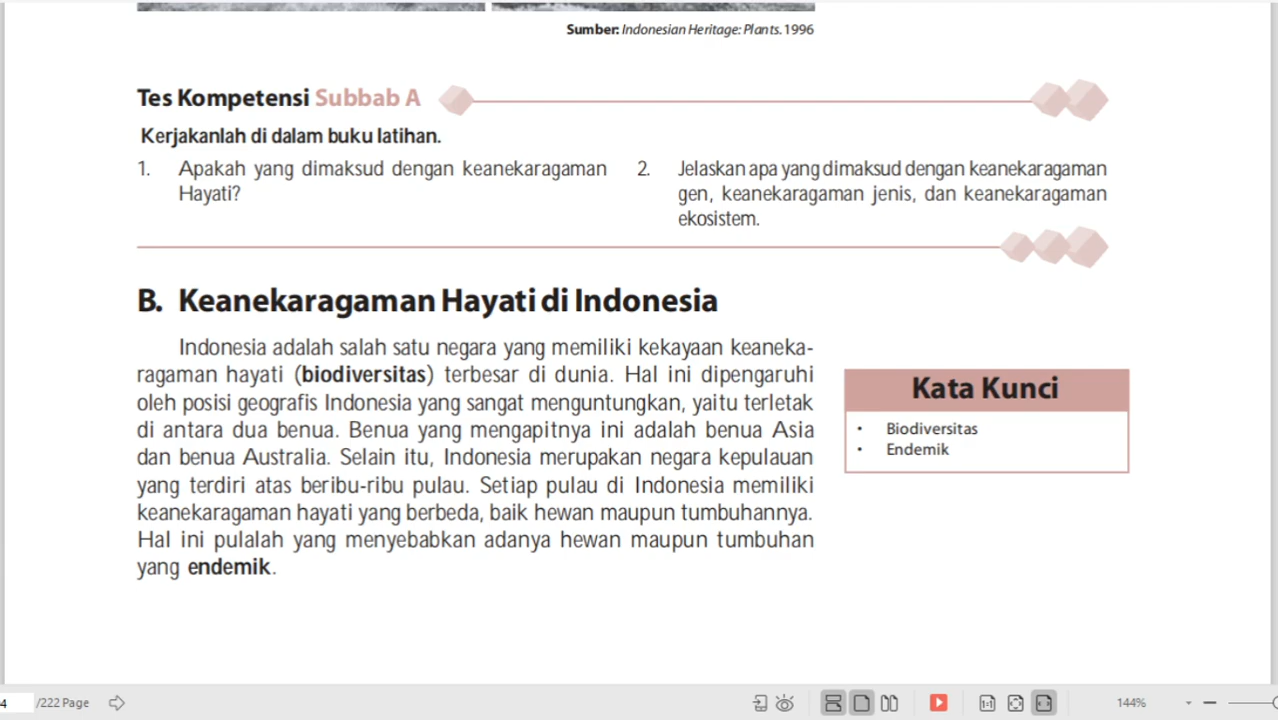 Sumber: Indonesian Heritage: Plants. 1996
Tes Kompetensi Subbab A
Kerjakanlah di dalam buku latihan.
1. Apakah yang dimaksud dengan keanekaragaman
Hayati?
2. Jelaskan apa yang dimaksud dengan keanekaragaman
gen, keanekaragaman jenis, dan keanekaragaman
ekosistem.
B. Keanekaragaman Hayati di Indonesia
Indonesia adalah salah satu negara yang memiliki kekayaan keaneka-
ragaman hayati (biodiversitas) terbesar di dunia. Hal ini dipengaruhi
oleh posisi geografis Indonesia yang sangat menguntungkan, yaitu terletak
di antara dua benua. Benua yang mengapitnya ini adalah benua Asia
dan benua Australia. Selain itu, Indonesia merupakan negara kepulauan
yang terdiri atas beribu-ribu pulau. Setiap pulau di Indonesia memiliki
keanekaragaman hayati yang berbeda, baik hewan maupun tumbuhannya.
Hal ini pulalah yang menyebabkan adanya hewan maupun tumbuhan
yang endemik.
Kata Kunci
• Biodiversitas
• Endemik
4 /222 Page
1:1
144%